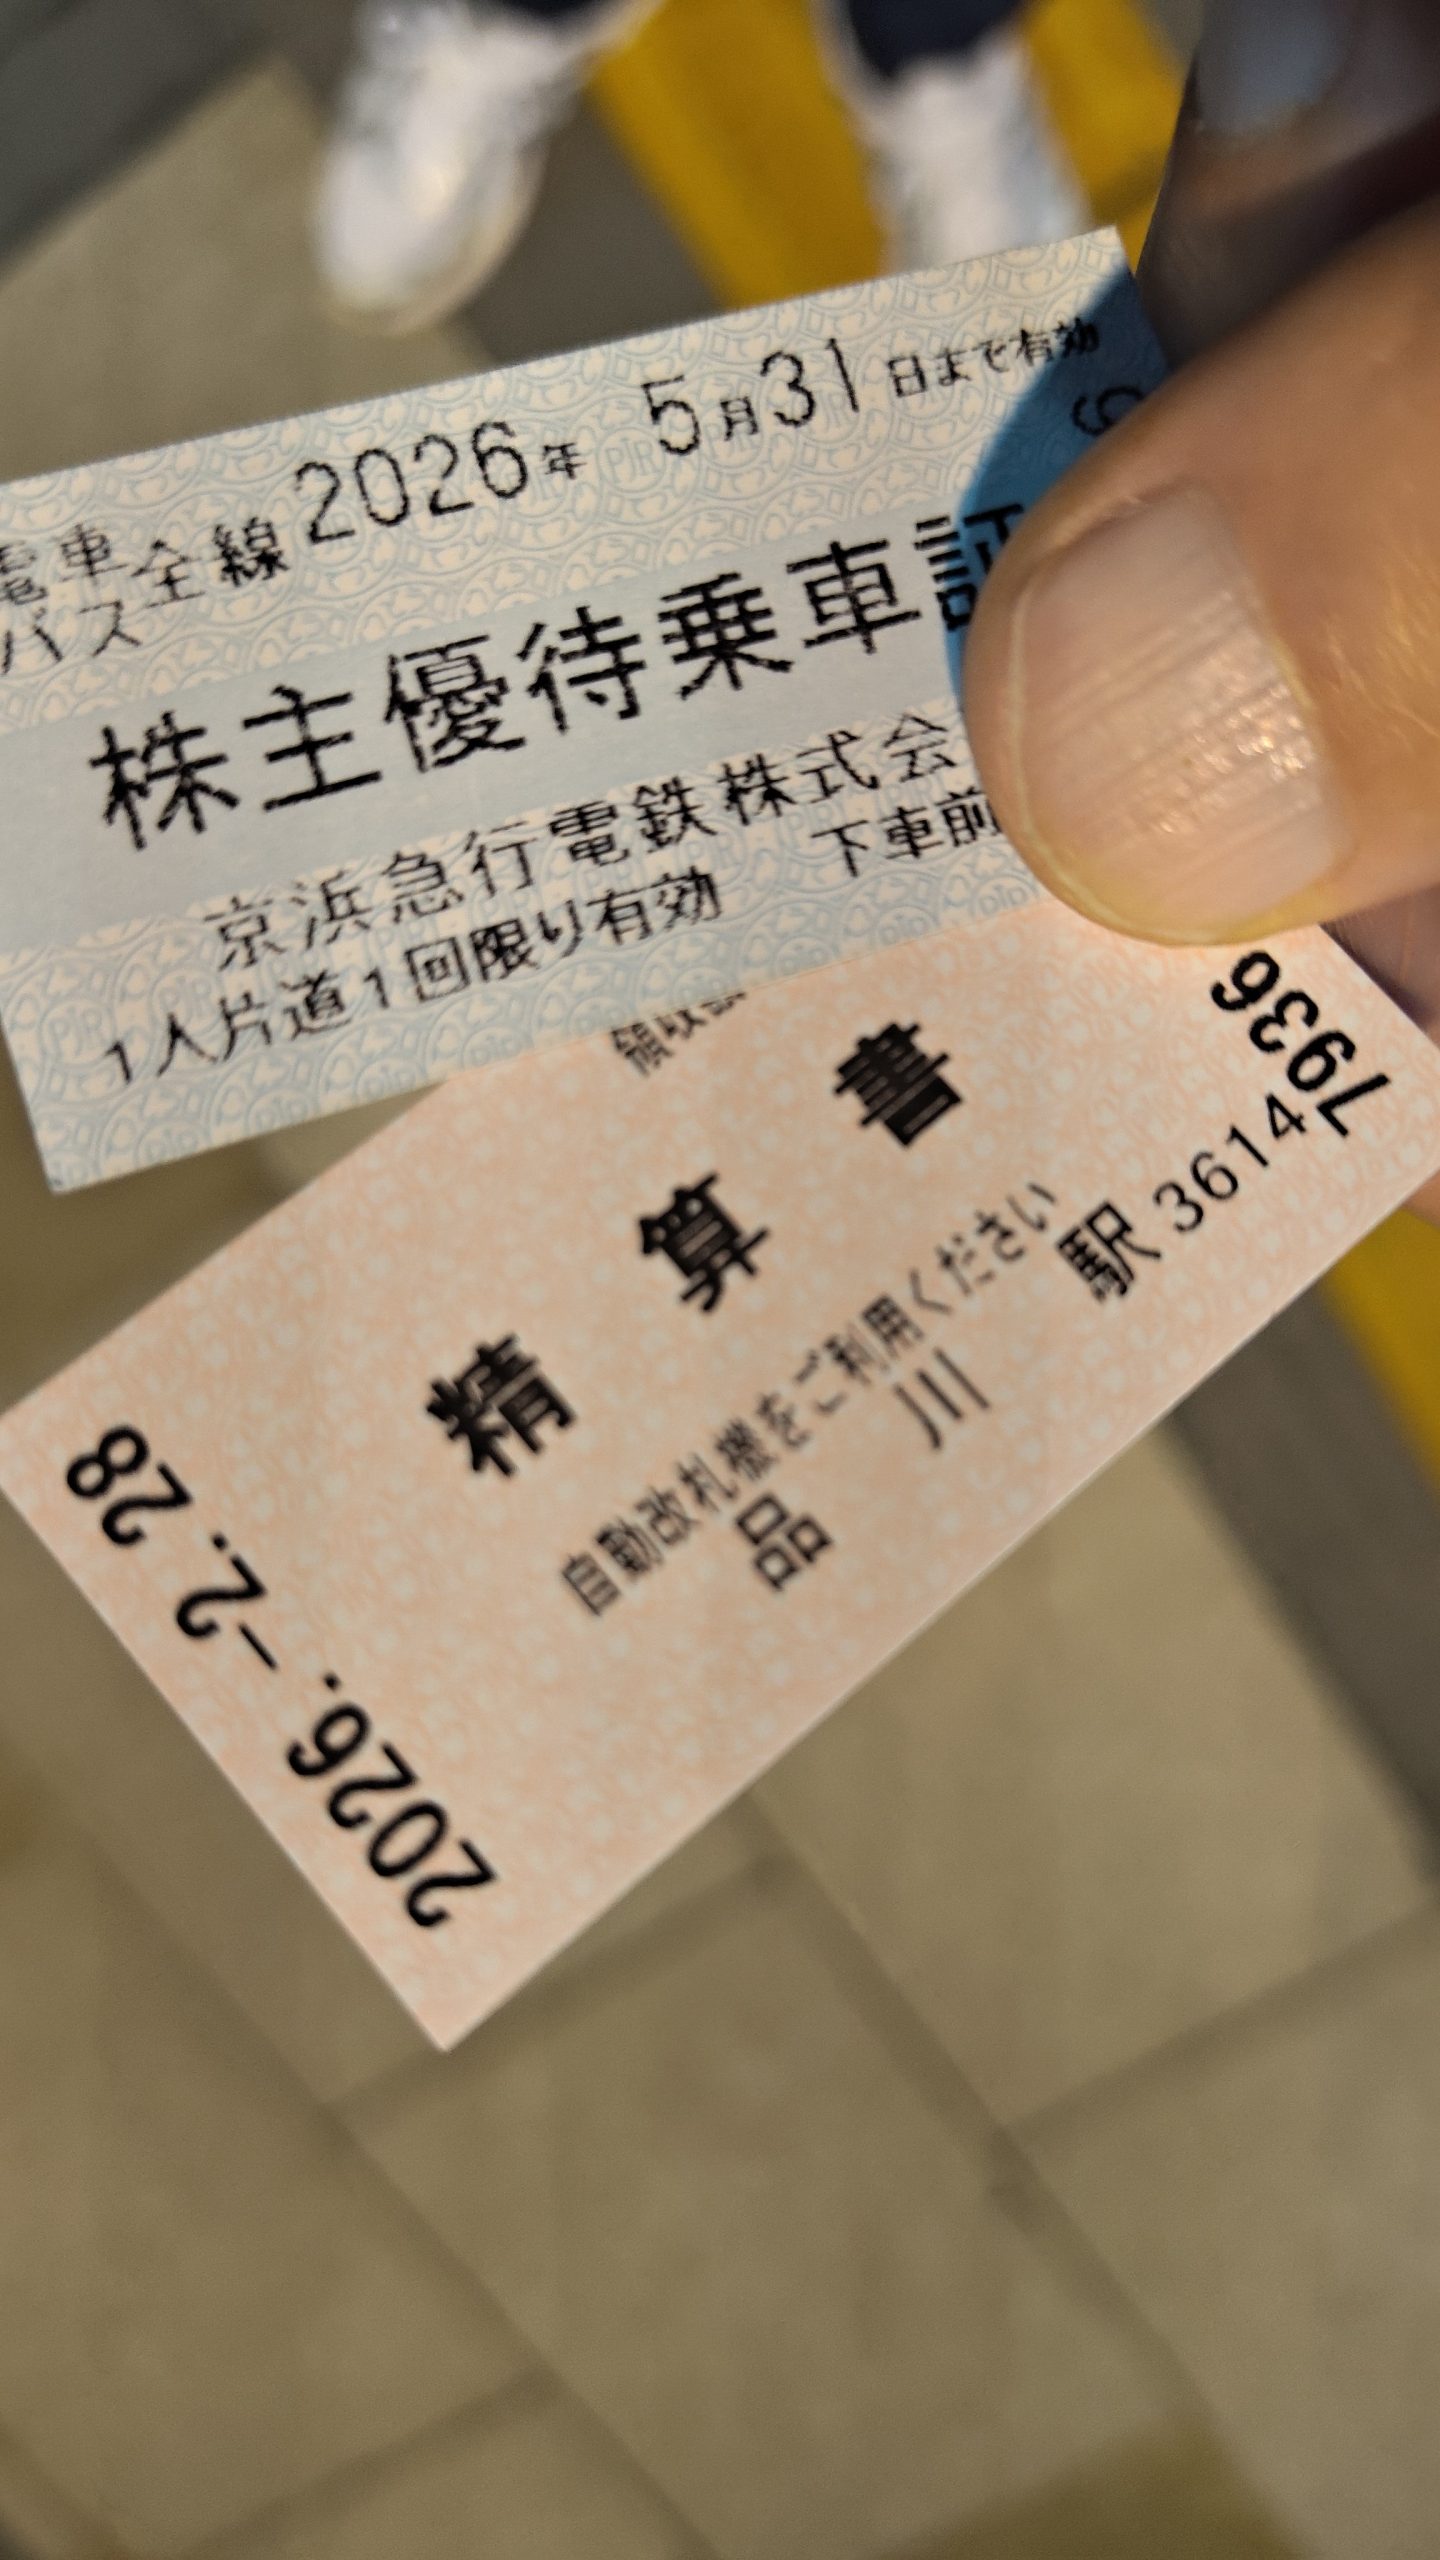 電車全線 2026年 5月31日まで有効
バス
株主優待乗車証
京浜急行電鉄株式会
1人片道1回限り有効 下車前
領収
精算書
7936
自動改札機をご利用ください
品川駅 3614
2026.-2.28